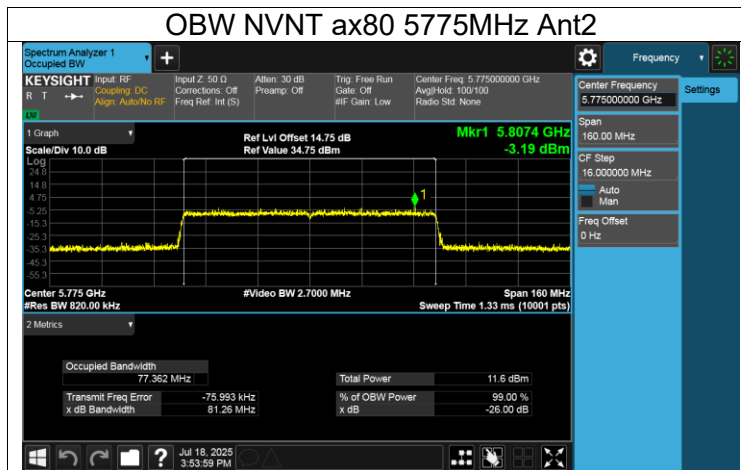 OBW NVNT ax80 5775MHz Ant2
Spectrum Analyzer 1
Occupied BW
Frequency
KEYSIGHT
R T
LXI
Input: RF
Coupling: DC
Align: Auto/No RF
Input Z: 50 Ω
Corrections: Off
Freq Ref: Int (S)
Atten: 30 dB
Preamp: Off
Trig: Free Run
Gate: Off
#IF Gain: Low
Center Freq: 5.775000000 GHz
Avg|Hold: 100/100
Radio Std: None
Center Frequency
5.775000000 GHz
Settings
Span
160.00 MHz
CF Step
16.000000 MHz
Auto
Man
Freq Offset
0 Hz
1 Graph
Scale/Div 10.0 dB
Ref Lvl Offset 14.75 dB
Ref Value 34.75 dBm
Mkr1 5.8074 GHz
-3.19 dBm
Log
24.8
14.8
4.75
-5.25
-15.3
-25.3
-35.3
-45.3
-55.3
1
Center 5.775 GHz
#Res BW 820.00 kHz
#Video BW 2.7000 MHz
Span 160 MHz
Sweep Time 1.33 ms (10001 pts)
2 Metrics
Occupied Bandwidth
77.362 MHz
Total Power 11.6 dBm
Transmit Freq Error -75.993 kHz
% of OBW Power 99.00 %
x dB Bandwidth 81.26 MHz
x dB -26.00 dB
?
Jul 18, 2025
3:53:59 PM